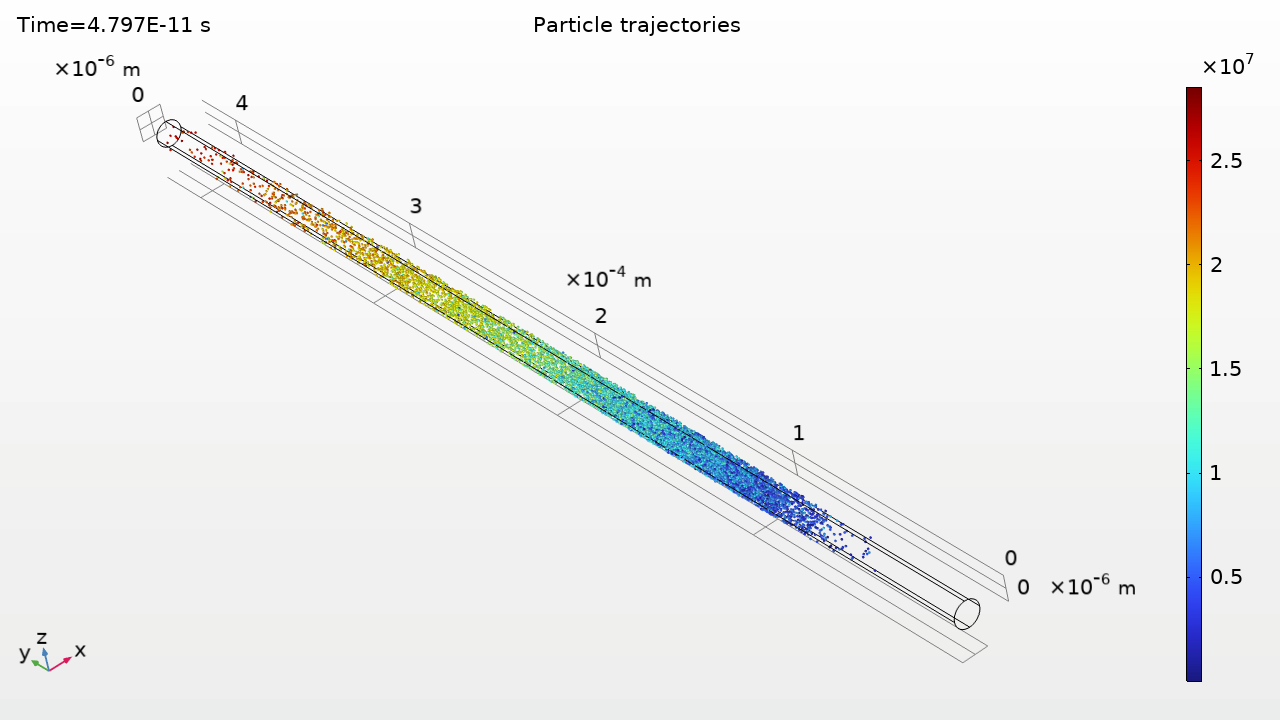 Time=4.797E-11 s
Particle trajectories
×10⁻⁶ m
0
4
3
×10⁻⁴ m
2
1
0
0 ×10⁻⁶ m
×10⁷
2.5
2
1.5
1
0.5
z
y
x